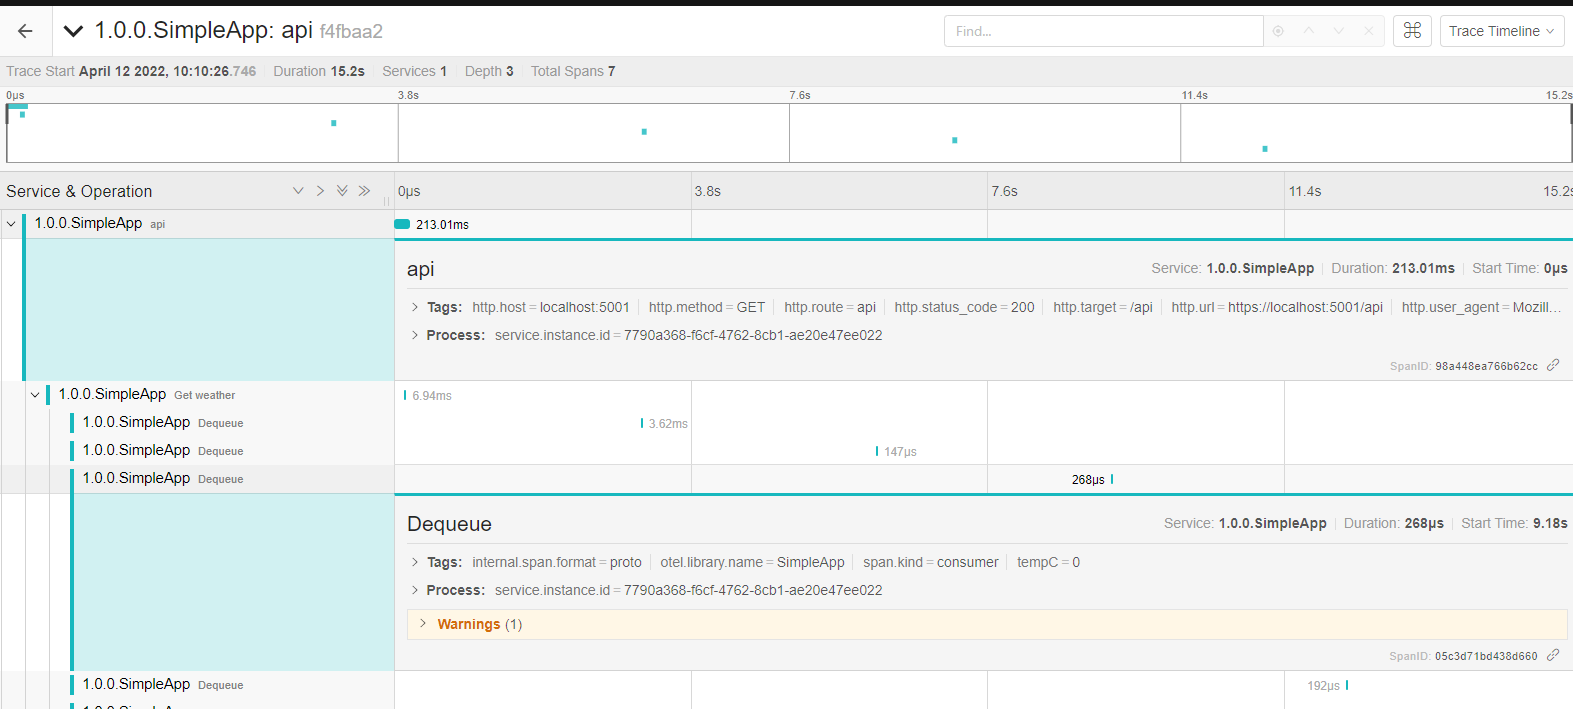 1.0.0.SimpleApp: api f4fbaa2 Find... ⌘ Trace Timeline
Trace Start April 12 2022, 10:10:26.746 Duration 15.2s Services 1 Depth 3 Total Spans 7
0μs 3.8s 7.6s 11.4s 15.2s
Service & Operation 0μs 3.8s 7.6s 11.4s 15.2s
1.0.0.SimpleApp api 213.01ms
api Service: 1.0.0.SimpleApp Duration: 213.01ms Start Time: 0μs
Tags: http.host = localhost:5001 http.method = GET http.route = api http.status_code = 200 http.target = /api http.url = https://localhost:5001/api http.user_agent = Mozill...
Process: service.instance.id = 7790a368-f6cf-4762-8cb1-ae20e47ee022
SpanID: 98a448ea766b62cc
1.0.0.SimpleApp Get weather 6.94ms
1.0.0.SimpleApp Dequeue 3.62ms
1.0.0.SimpleApp Dequeue 147μs
1.0.0.SimpleApp Dequeue 268μs
Dequeue Service: 1.0.0.SimpleApp Duration: 268μs Start Time: 9.18s
Tags: internal.span.format = proto otel.library.name = SimpleApp span.kind = consumer tempC = 0
Process: service.instance.id = 7790a368-f6cf-4762-8cb1-ae20e47ee022
Warnings (1)
SpanID: 05c3d71bd438d660
1.0.0.SimpleApp Dequeue 192μs